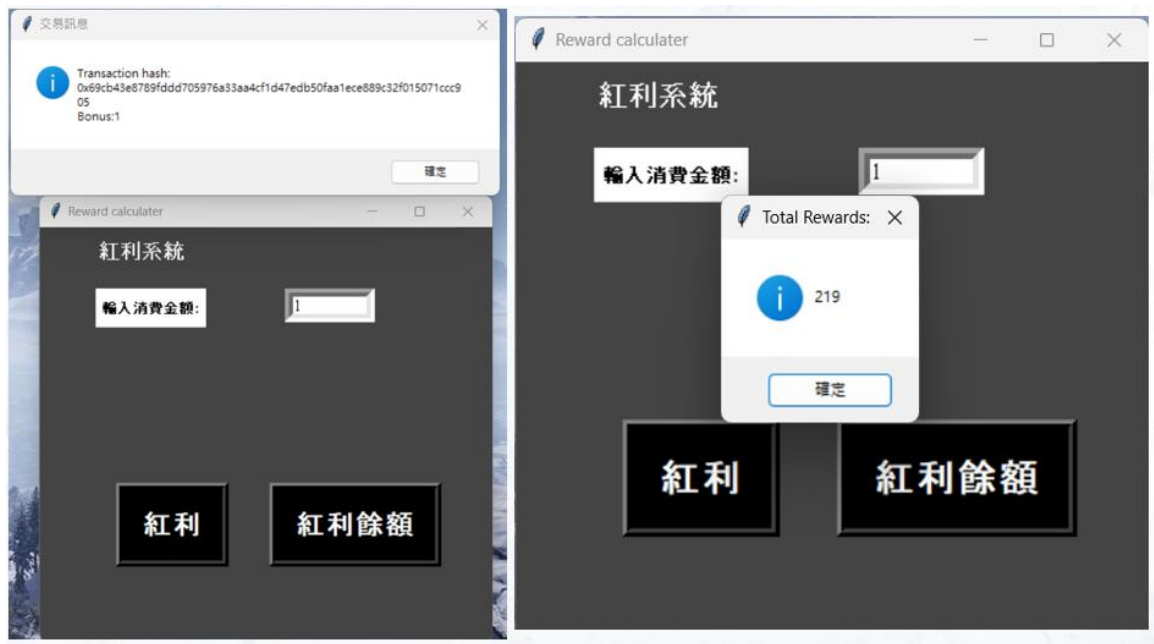 交易訊息
Transaction hash:
0x69cb43e8789fddd705976a33aa4cf1d47edb50faa1ece889c32f015071ccc9
05
Bonus:1
確定
Reward calculater
紅利系統
輸入消費金額:
1
紅利
紅利餘額
Reward calculater
紅利系統
輸入消費金額:
1
Total Rewards:
219
確定
紅利
紅利餘額